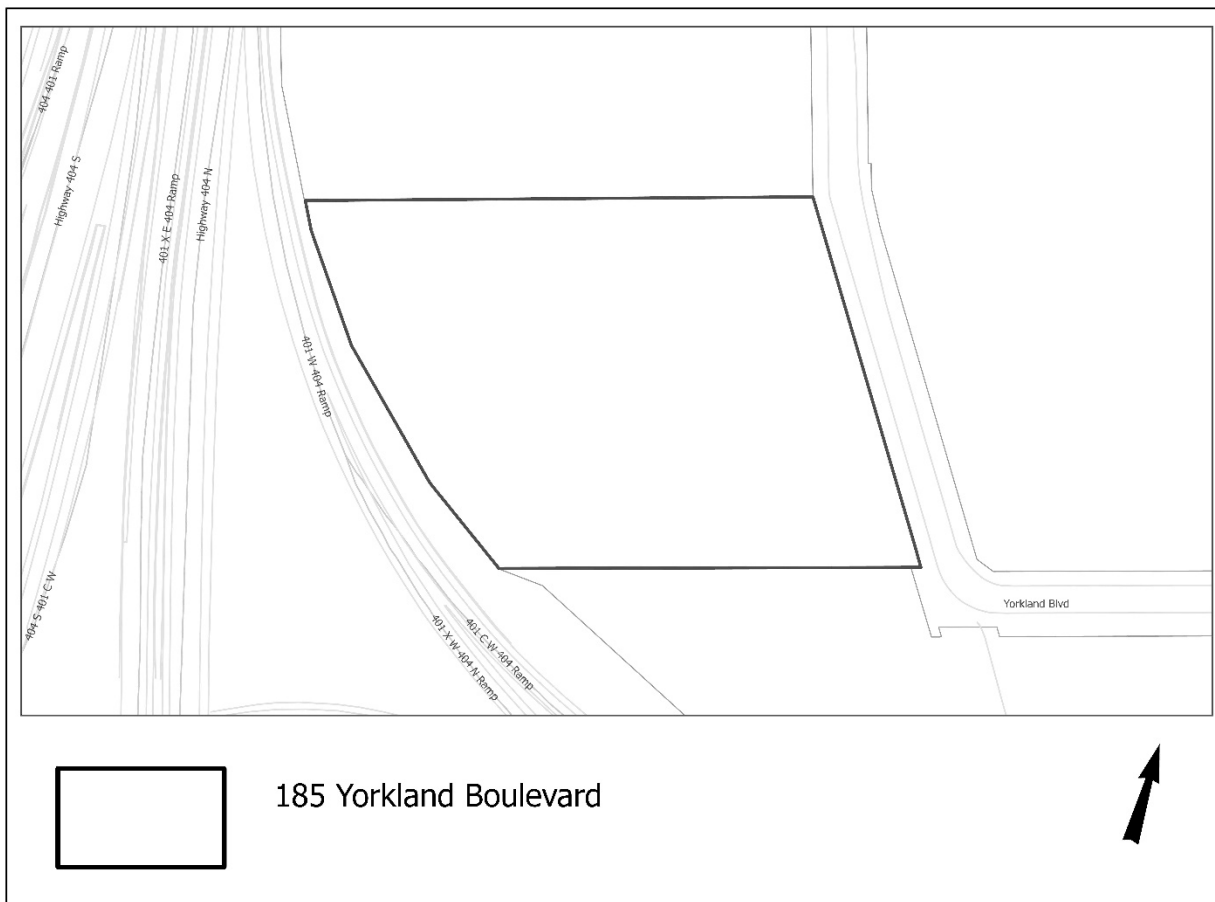 404 401 Ramp
Highway 404 S
401 X E 404 Ramp
Highway 404 N
401 W 404 Ramp
404 S 401 C W
401 X W 404 N Ramp
401 C W 404 Ramp
Yorkland Blvd
185 Yorkland Boulevard